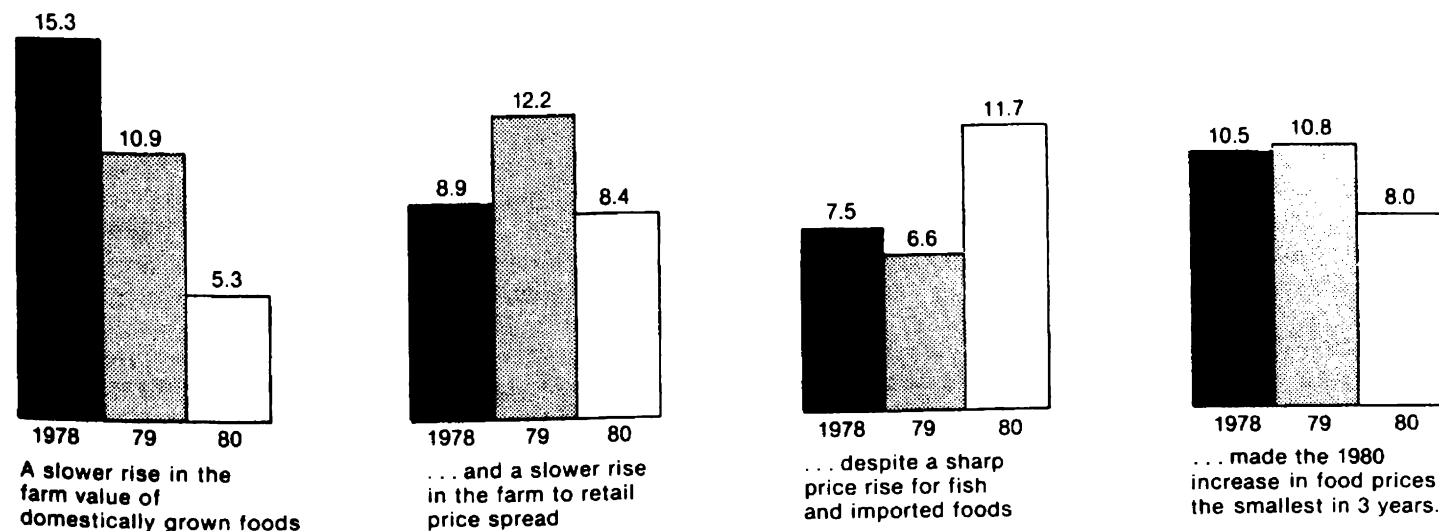 15.3
10.9
5.3
1978 79 80
A slower rise in the
farm value of
domestically grown foods
12.2
8.9
8.4
1978 79 80
...and a slower rise
in the farm to retail
price spread
11.7
7.5
6.6
1978 79 80
...despite a sharp
price rise for fish
and imported foods
10.5 10.8
8.0
1978 79 80
...made the 1980
increase in food prices
the smallest in 3 years.